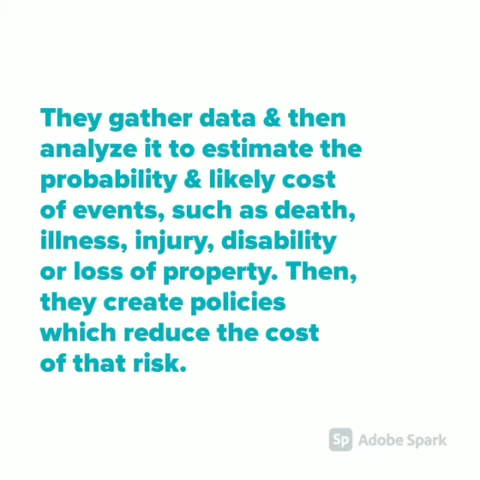 They gather data & then
analyze it to estimate the
probability & likely cost
of events, such as death,
illness, injury, disability
or loss of property. Then,
they create policies
which reduce the cost
of that risk.
Sp Adobe Spark